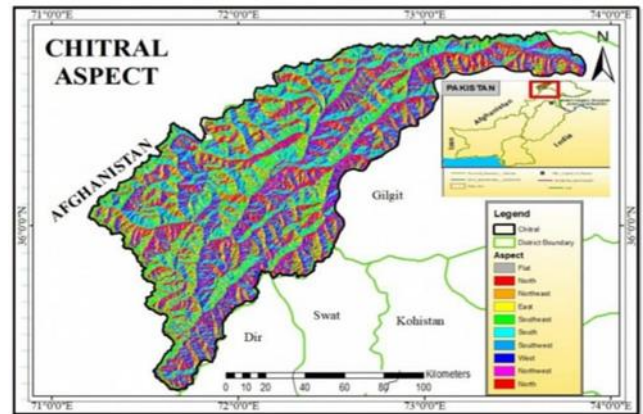 71°0'0"E
72°0'0"E
73°0'0"E
74°0'0"E
CHITRAL
ASPECT
N
PAKISTAN
Afghanistan
Iran
India
AFGHANISTAN
36°0'0"N
36°0'0"N
Gilgit
Dir
Swat
Kohistan
Legend
Chitral
District Boundary
Aspect
Flat
North
Northeast
East
Southeast
South
Southwest
West
Northwest
North
Kilometers
0 10 20 40 60 80 100
71°0'0"E
72°0'0"E
73°0'0"E
74°0'0"E